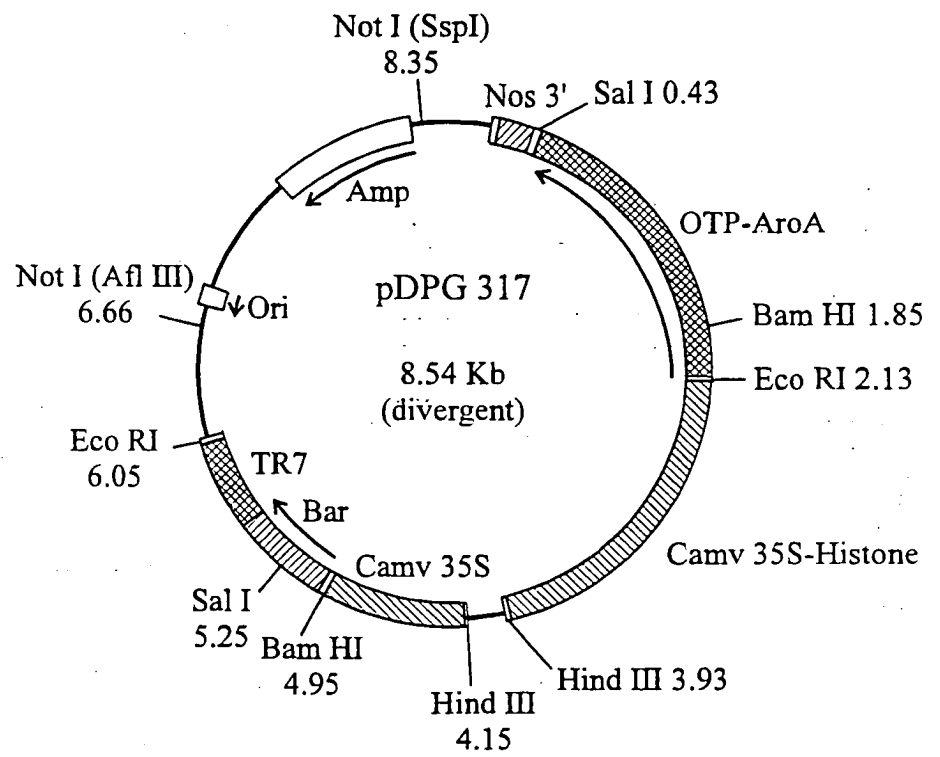 Not I (SspI)
8.35
Nos 3'
Sal I 0.43
Amp
OTP-AroA
Not I (Afl III)
6.66
Ori
pDPG 317
8.54 Kb
(divergent)
Bam HI 1.85
Eco RI 2.13
Eco RI
6.05
TR7
Bar
Camv 35S
Camv 35S-Histone
Sal I
5.25
Bam HI
4.95
Hind III 3.93
Hind III
4.15